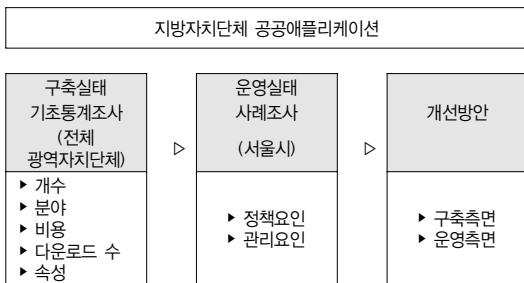 지방자치단체 공공애플리케이션
구축실태
기초통계조사
(전체
광역자치단체)
▶ 개수
▶ 분야
▶ 비용
▶ 다운로드 수
▶ 속성
▷
운영실태
사례조사
(서울시)
▶ 정책요인
▶ 관리요인
▷
개선방안
▶ 구축측면
▶ 운영측면